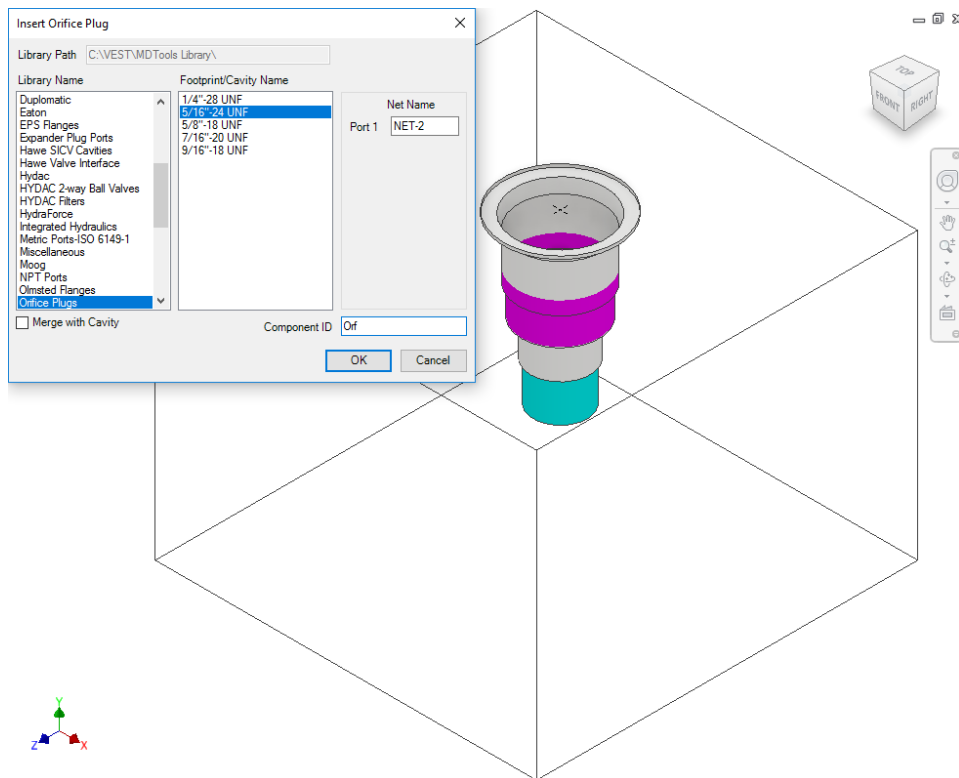 Insert Orifice Plug
Library Path C:\VEST\MDTools Library\
Library Name
Duplomatic
Eaton
EPS Flanges
Expander Plug Ports
Hawe SICV Cavities
Hawe Valve Interface
Hydac
HYDAC 2-way Ball Valves
HYDAC Filters
HydraForce
Integrated Hydraulics
Metric Ports-ISO 6149-1
Miscellaneous
Moog
NPT Ports
Olmsted Flanges
Orifice Plugs
Footprint/Cavity Name
1/4"-28 UNF
5/16"-24 UNF
5/8"-18 UNF
7/16"-20 UNF
9/16"-18 UNF
Net Name
Port 1 NET-2
Merge with Cavity
Component ID Orf
OK Cancel
TOP
FRONT RIGHT
Y
Z X